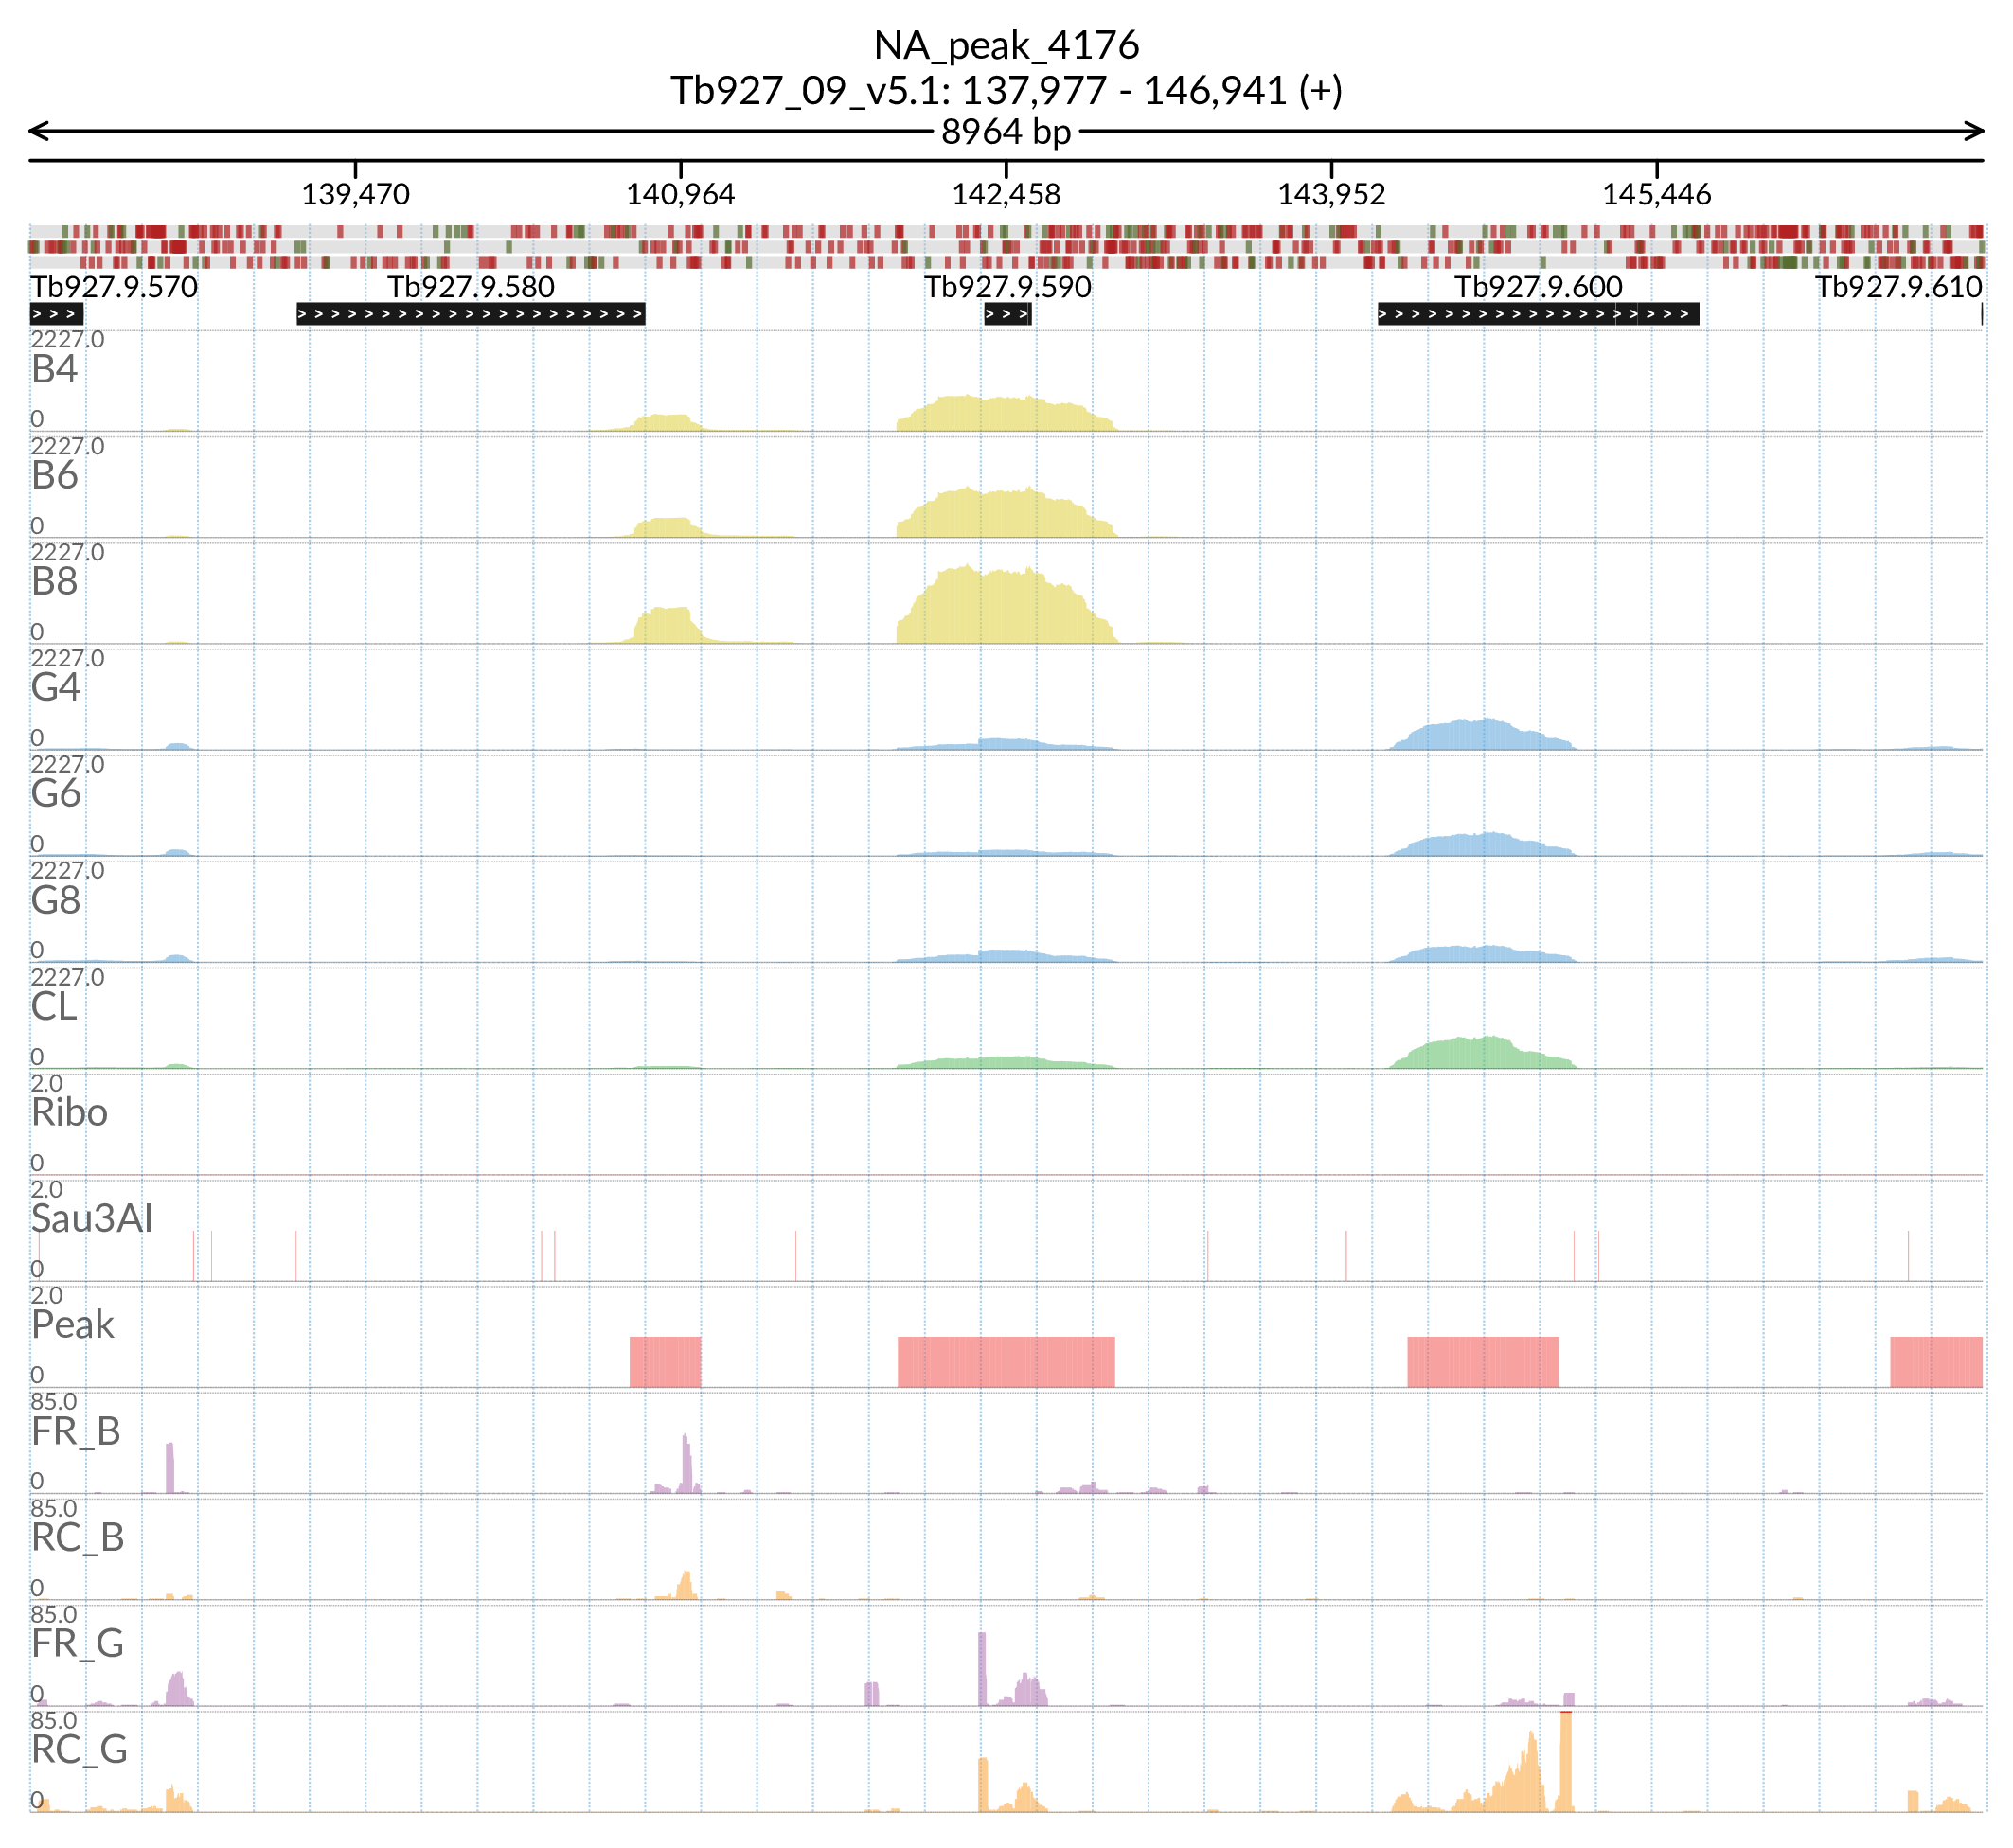 NA_peak_4176
Tb927_09_v5.1: 137,977 - 146,941 (+)
8964 bp
139,470 140,964 142,458 143,952 145,446
Tb927.9.570 Tb927.9.580 Tb927.9.590 Tb927.9.600 Tb927.9.610
2227.0
B4
0
2227.0
B6
0
2227.0
B8
0
2227.0
G4
0
2227.0
G6
0
2227.0
G8
0
2227.0
CL
0
2.0
Ribo
0
2.0
Sau3AI
0
2.0
Peak
0
85.0
FR_B
0
85.0
RC_B
0
85.0
FR_G
0
85.0
RC_G
0